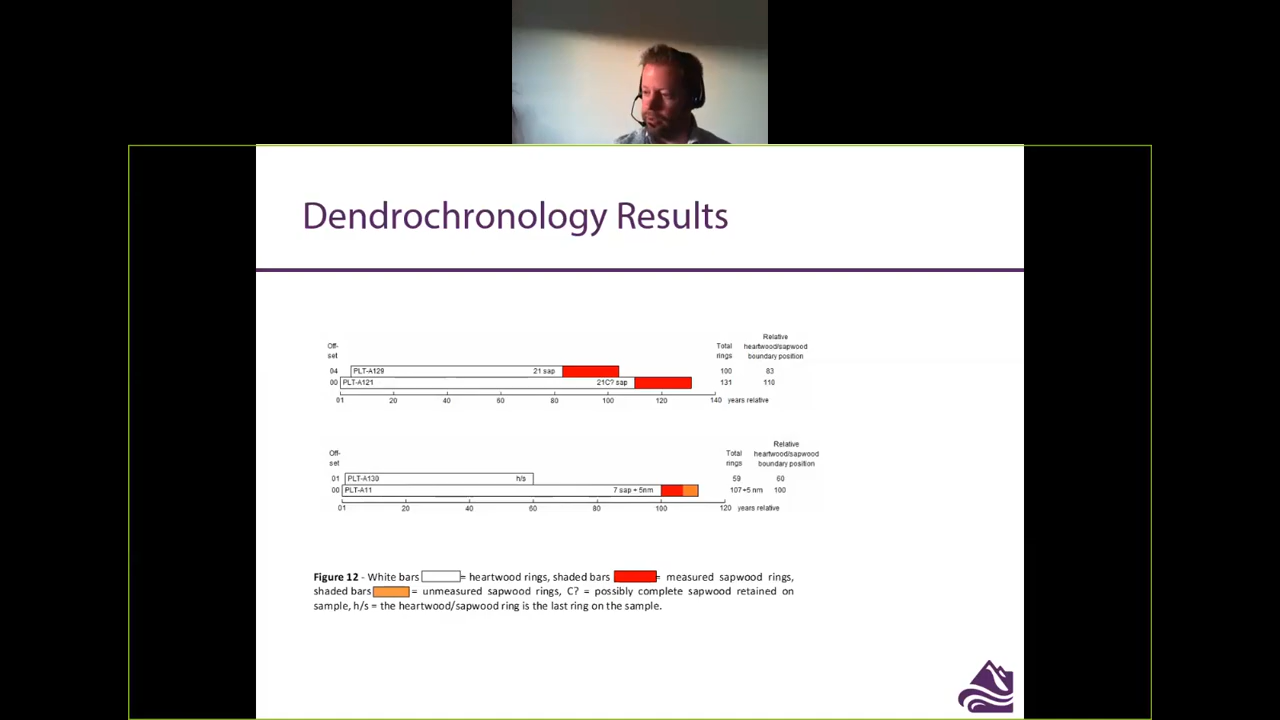 Dendrochronology Results
Relative
Off- Total heartwood/sapwood
set rings boundary position
04 PLT-A129 21 sap 100 83
00 PLT-A121 21C? sap 131 110
01 20 40 60 80 100 120 140 years relative
Relative
Off- Total heartwood/sapwood
set rings boundary position
01 PLT-A130 h/s 59 60
00 PLT-A11 7 sap + 5nm 107+5 nm 100
01 20 40 60 80 100 120 years relative
Figure 12 - White bars = heartwood rings, shaded bars = measured sapwood rings,
shaded bars = unmeasured sapwood rings, C? = possibly complete sapwood retained on
sample, h/s = the heartwood/sapwood ring is the last ring on the sample.